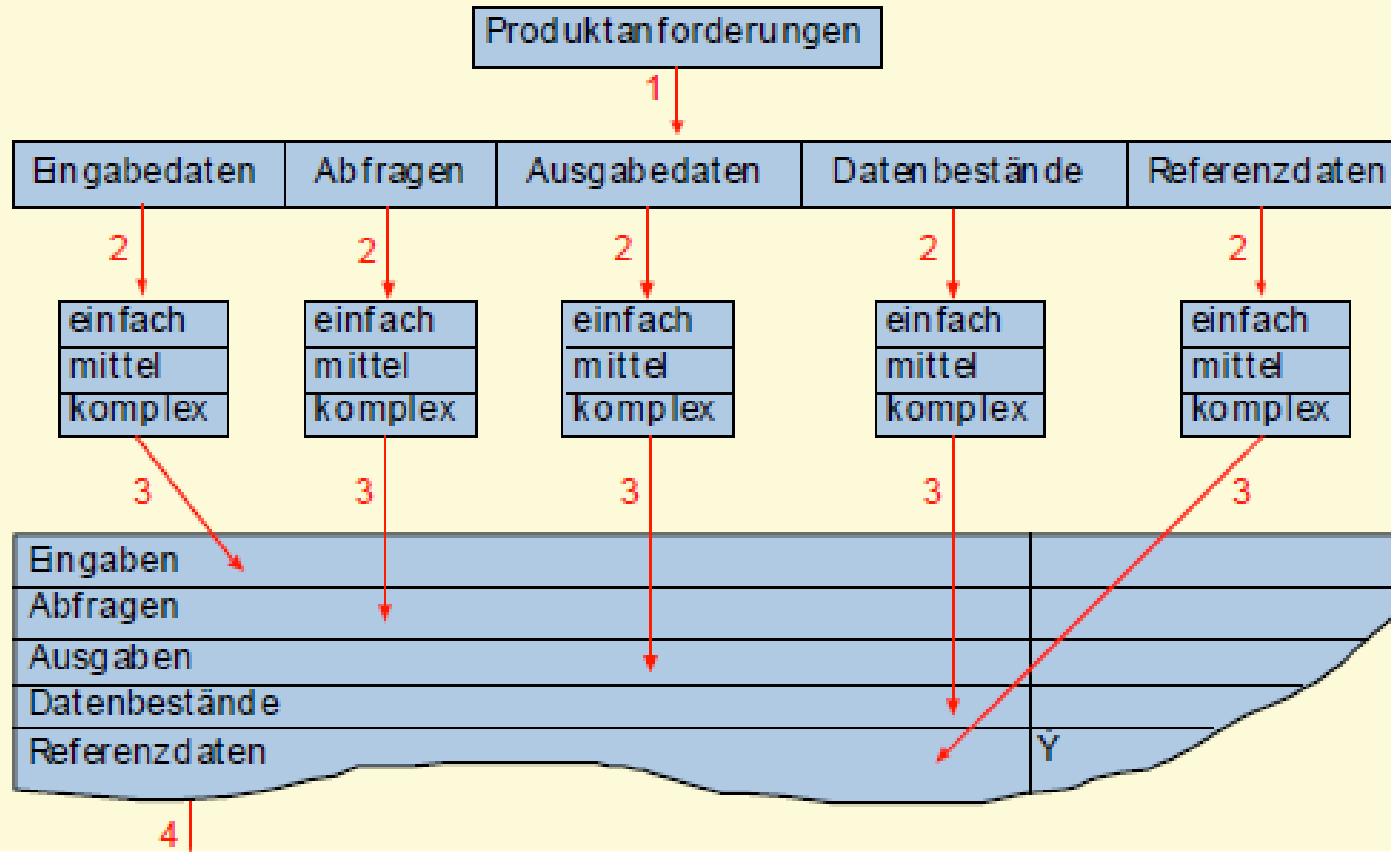 Produktanforderungen
1
Eingabedaten Abfragen Ausgabedaten Datenbestände Referenzdaten
2 2 2 2 2
einfach einfach einfach einfach einfach
mittel mittel mittel mittel mittel
komplex komplex komplex komplex komplex
3 3 3 3 3
Eingaben
Abfragen
Ausgaben
Datenbestände
Referenzdaten Ÿ
4